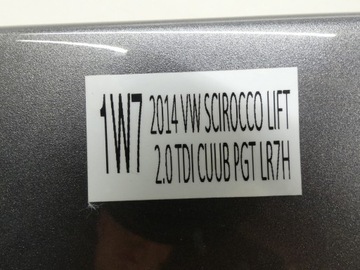 1W7
2014 VW SCIROCCO LIFT
2.0 TDI CUUB PGT LR7H